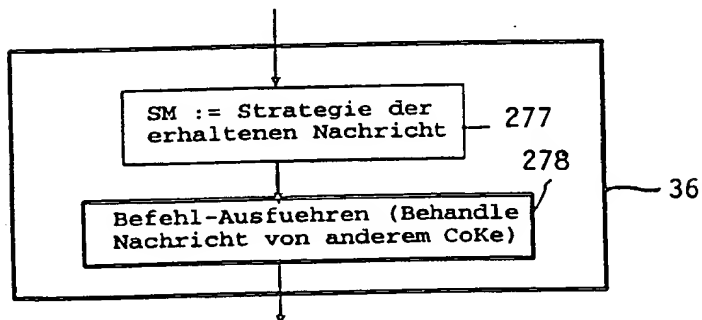 SM := Strategie der
erhaltenen Nachricht
277
278
Befehl-Ausfuehren (Behandle
Nachricht von anderem CoKe)
36